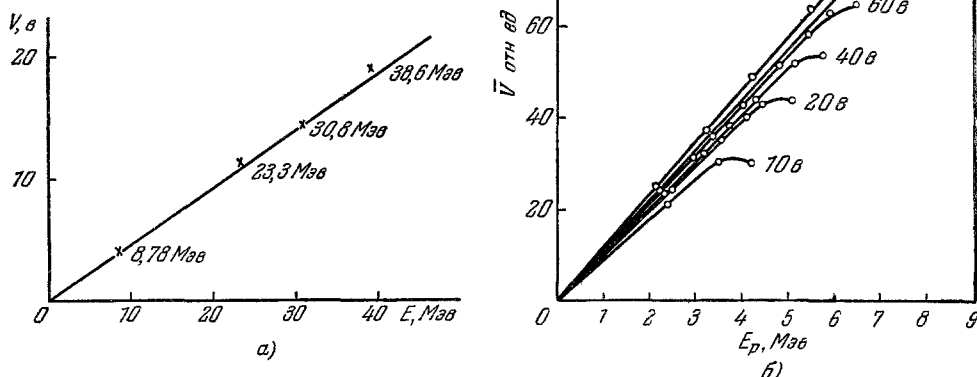 V, в
20
10
0
10
20
30
40
E, Мэв
8,78 Мэв
23,3 Мэв
30,8 Мэв
38,6 Мэв
а)
V̅ отн ед
60
40
20
0
1
2
3
4
5
6
7
8
9
E_p, Мэв
60 в
40 в
20 в
10 в
б)